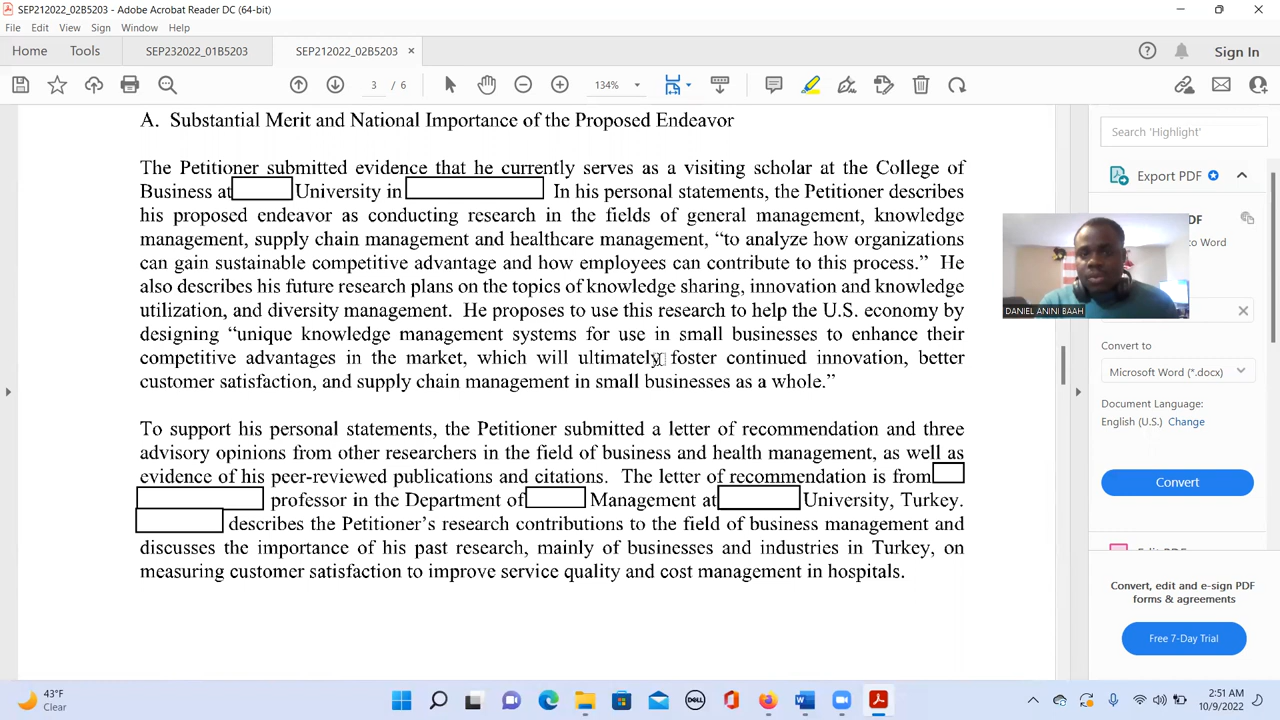 SEP212022_02B5203 - Adobe Acrobat Reader DC (64-bit)
File Edit View Sign Window Help
Home Tools SEP232022_01B5203 SEP212022_02B5203 × Sign In
3 / 6 134%
A. Substantial Merit and National Importance of the Proposed Endeavor
The Petitioner submitted evidence that he currently serves as a visiting scholar at the College of
Business at University in In his personal statements, the Petitioner describes
his proposed endeavor as conducting research in the fields of general management, knowledge
management, supply chain management and healthcare management, “to analyze how organizations
can gain sustainable competitive advantage and how employees can contribute to this process.” He
also describes his future research plans on the topics of knowledge sharing, innovation and knowledge
utilization, and diversity management. He proposes to use this research to help the U.S. economy by
designing “unique knowledge management systems for use in small businesses to enhance their
competitive advantages in the market, which will ultimately foster continued innovation, better
customer satisfaction, and supply chain management in small businesses as a whole.”
To support his personal statements, the Petitioner submitted a letter of recommendation and three
advisory opinions from other researchers in the field of business and health management, as well as
evidence of his peer-reviewed publications and citations. The letter of recommendation is from
professor in the Department of Management at University, Turkey.
describes the Petitioner’s research contributions to the field of business management and
discusses the importance of his past research, mainly of businesses and industries in Turkey, on
measuring customer satisfaction to improve service quality and cost management in hospitals.
Search 'Highlight'
Export PDF
DF
to Word
DANIEL ANINI BAAH
Convert to
Microsoft Word (*.docx)
Document Language:
English (U.S.) Change
Convert
Convert, edit and e-sign PDF
forms & agreements
Free 7-Day Trial
43°F
Clear
DELL
2:51 AM
10/9/2022